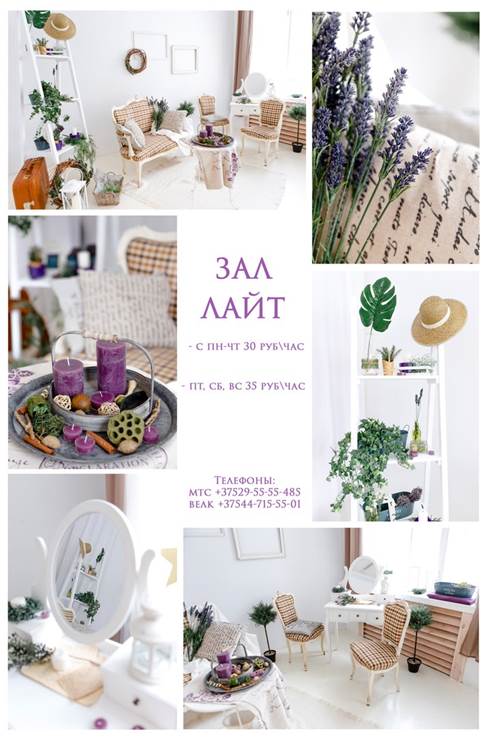 ЗАЛ
ЛАЙТ
- С ПН-ЧТ 30 РУБ\ЧАС
- ПТ, СБ, ВС 35 РУБ\ЧАС
Телефоны:
МТС +37529-55-55-485
ВЕЛК +37544-715-55-01